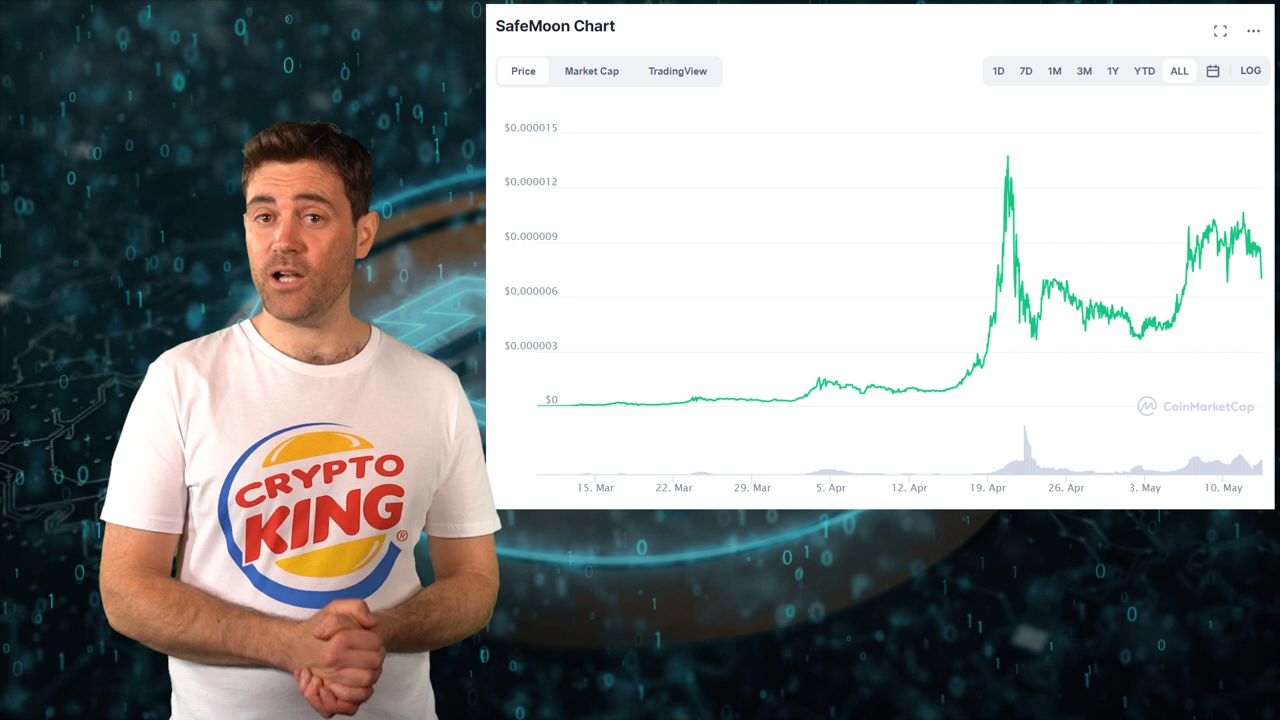 SafeMoon Chart
Price Market Cap TradingView
1D 7D 1M 3M 1Y YTD ALL LOG
$0.000015
$0.000012
$0.000009
$0.000006
$0.000003
$0
CoinMarketCap
15. Mar 22. Mar 29. Mar 5. Apr 12. Apr 19. Apr 26. Apr 3. May 10. May
CRYPTO
KING®